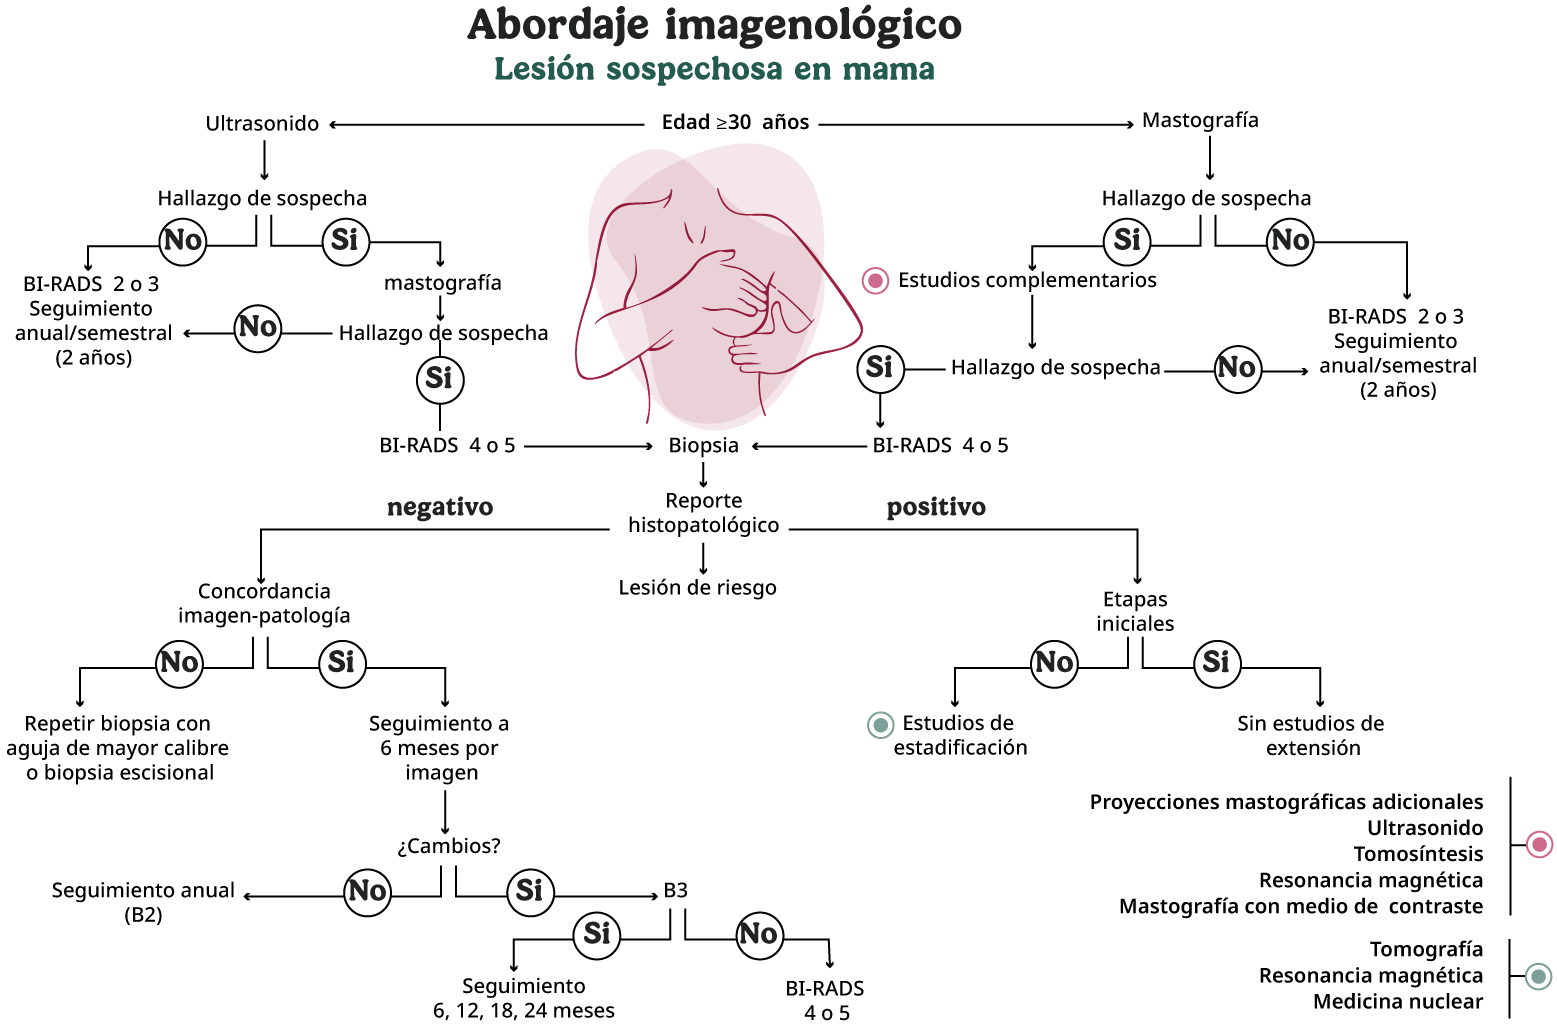 Abordaje imagenológico
Lesión sospechosa en mama
Ultrasonido
Edad ≥30 años
Mastografía
Hallazgo de sospecha
No
Si
BI-RADS 2 o 3
Seguimiento
anual/semestral
(2 años)
mastografía
Hallazgo de sospecha
No
Si
BI-RADS 4 o 5
Hallazgo de sospecha
Si
No
Estudios complementarios
BI-RADS 2 o 3
Seguimiento
anual/semestral
(2 años)
Hallazgo de sospecha
Si
No
BI-RADS 4 o 5
Biopsia
Reporte
histopatológico
negativo
positivo
Lesión de riesgo
Concordancia
imagen-patología
No
Si
Repetir biopsia con
aguja de mayor calibre
o biopsia escisional
Seguimiento a
6 meses por
imagen
¿Cambios?
No
Si
Seguimiento anual
(B2)
B3
Si
No
Seguimiento
6, 12, 18, 24 meses
BI-RADS
4 o 5
Etapas
iniciales
No
Si
Estudios de
estadificación
Sin estudios de
extensión
Proyecciones mastográficas adicionales
Ultrasonido
Tomosíntesis
Resonancia magnética
Mastografía con medio de contraste
Tomografía
Resonancia magnética
Medicina nuclear